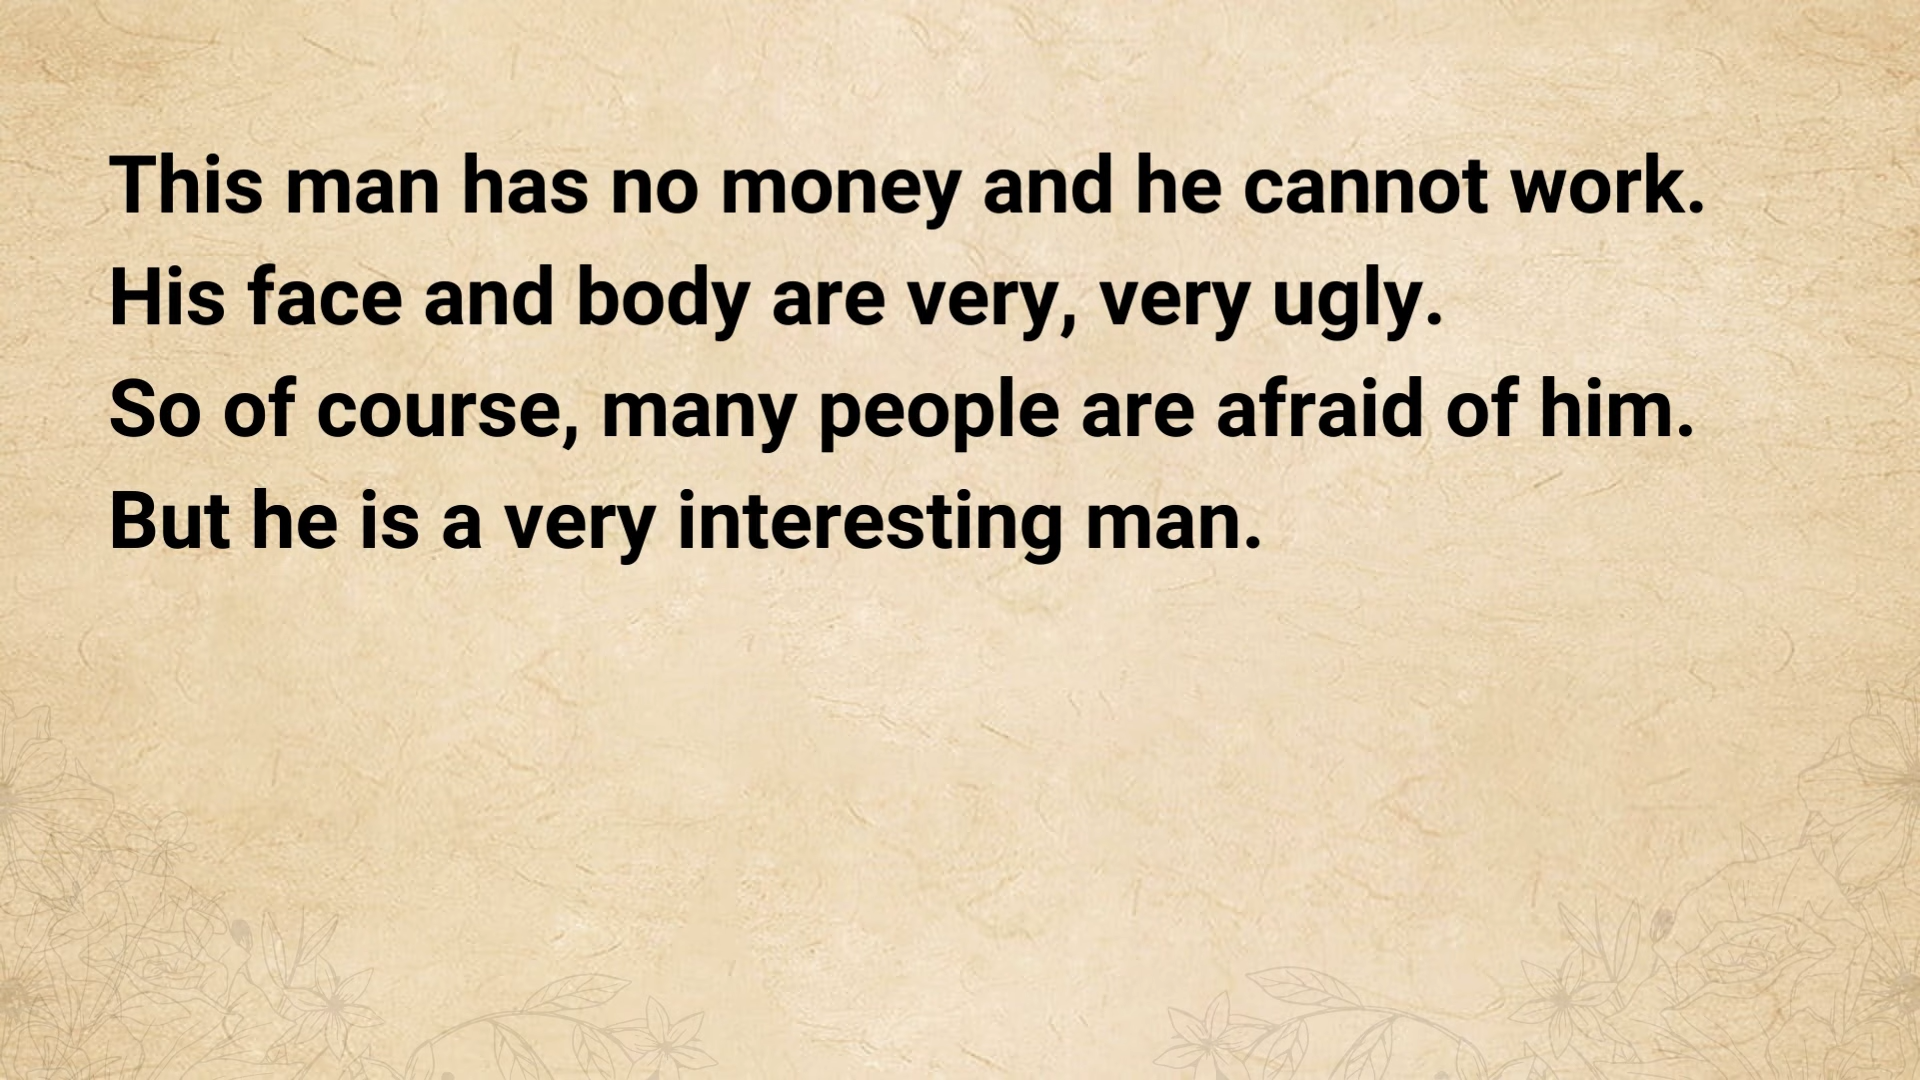 This man has no money and he cannot work.
His face and body are very, very ugly.
So of course, many people are afraid of him.
But he is a very interesting man.